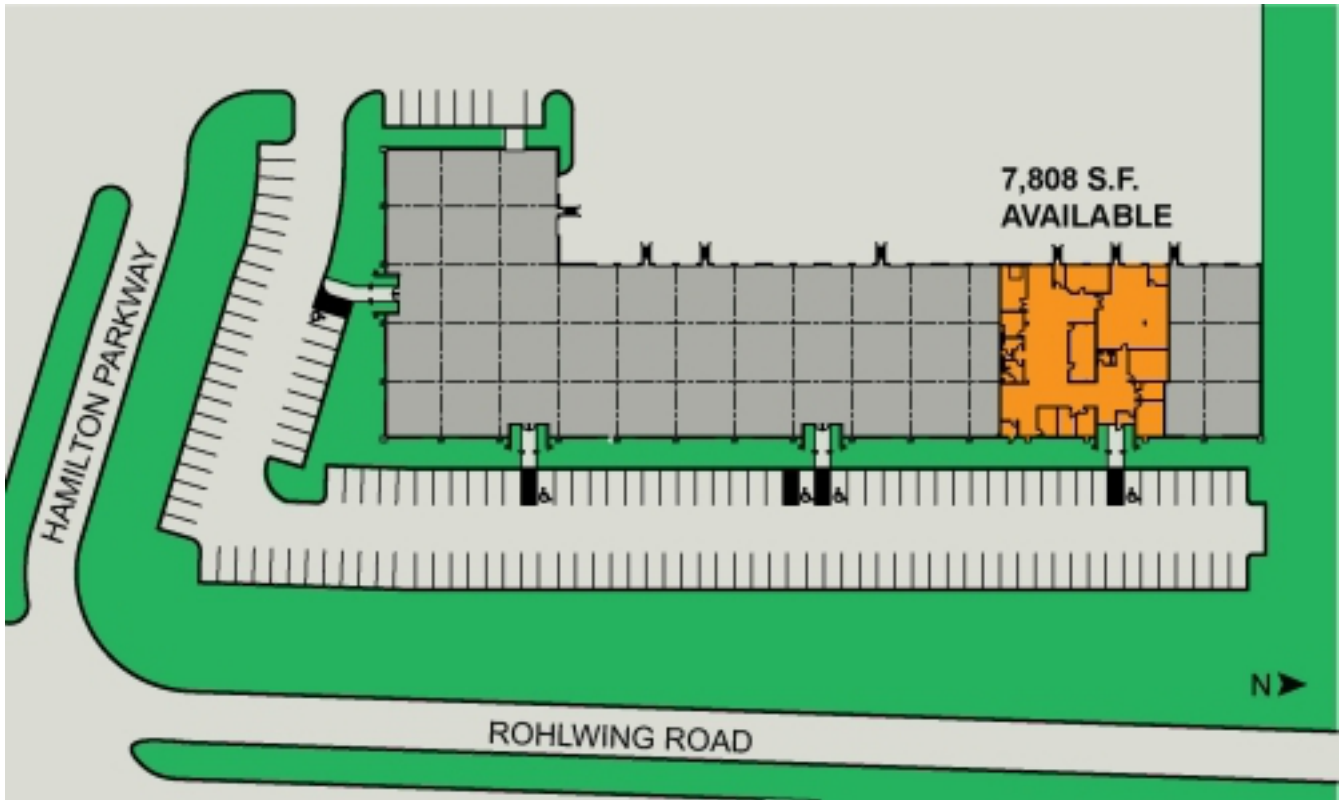 7,808 S.F.
AVAILABLE
HAMILTON PARKWAY
N
ROHLWING ROAD